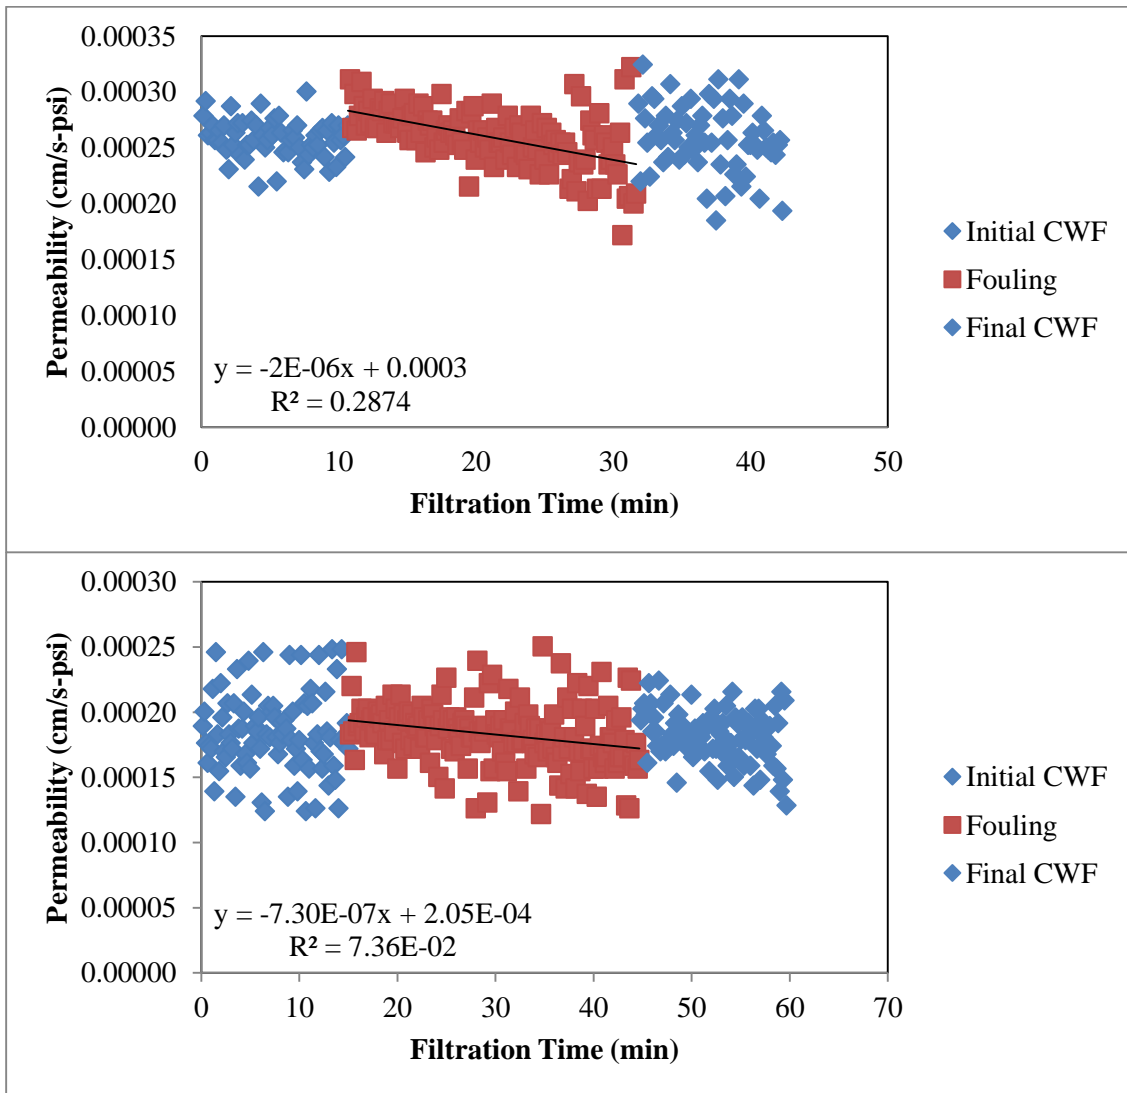 0.00035
0.00030
0.00025
0.00020
0.00015
0.00010
0.00005
0.00000
Permeability (cm/s-psi)
y = -2E-06x + 0.0003
R² = 0.2874
0 10 20 30 40 50
Filtration Time (min)
Initial CWF
Fouling
Final CWF
0.00030
0.00025
0.00020
0.00015
0.00010
0.00005
0.00000
Permeability (cm/s-psi)
y = -7.30E-07x + 2.05E-04
R² = 7.36E-02
0 10 20 30 40 50 60 70
Filtration Time (min)
Initial CWF
Fouling
Final CWF